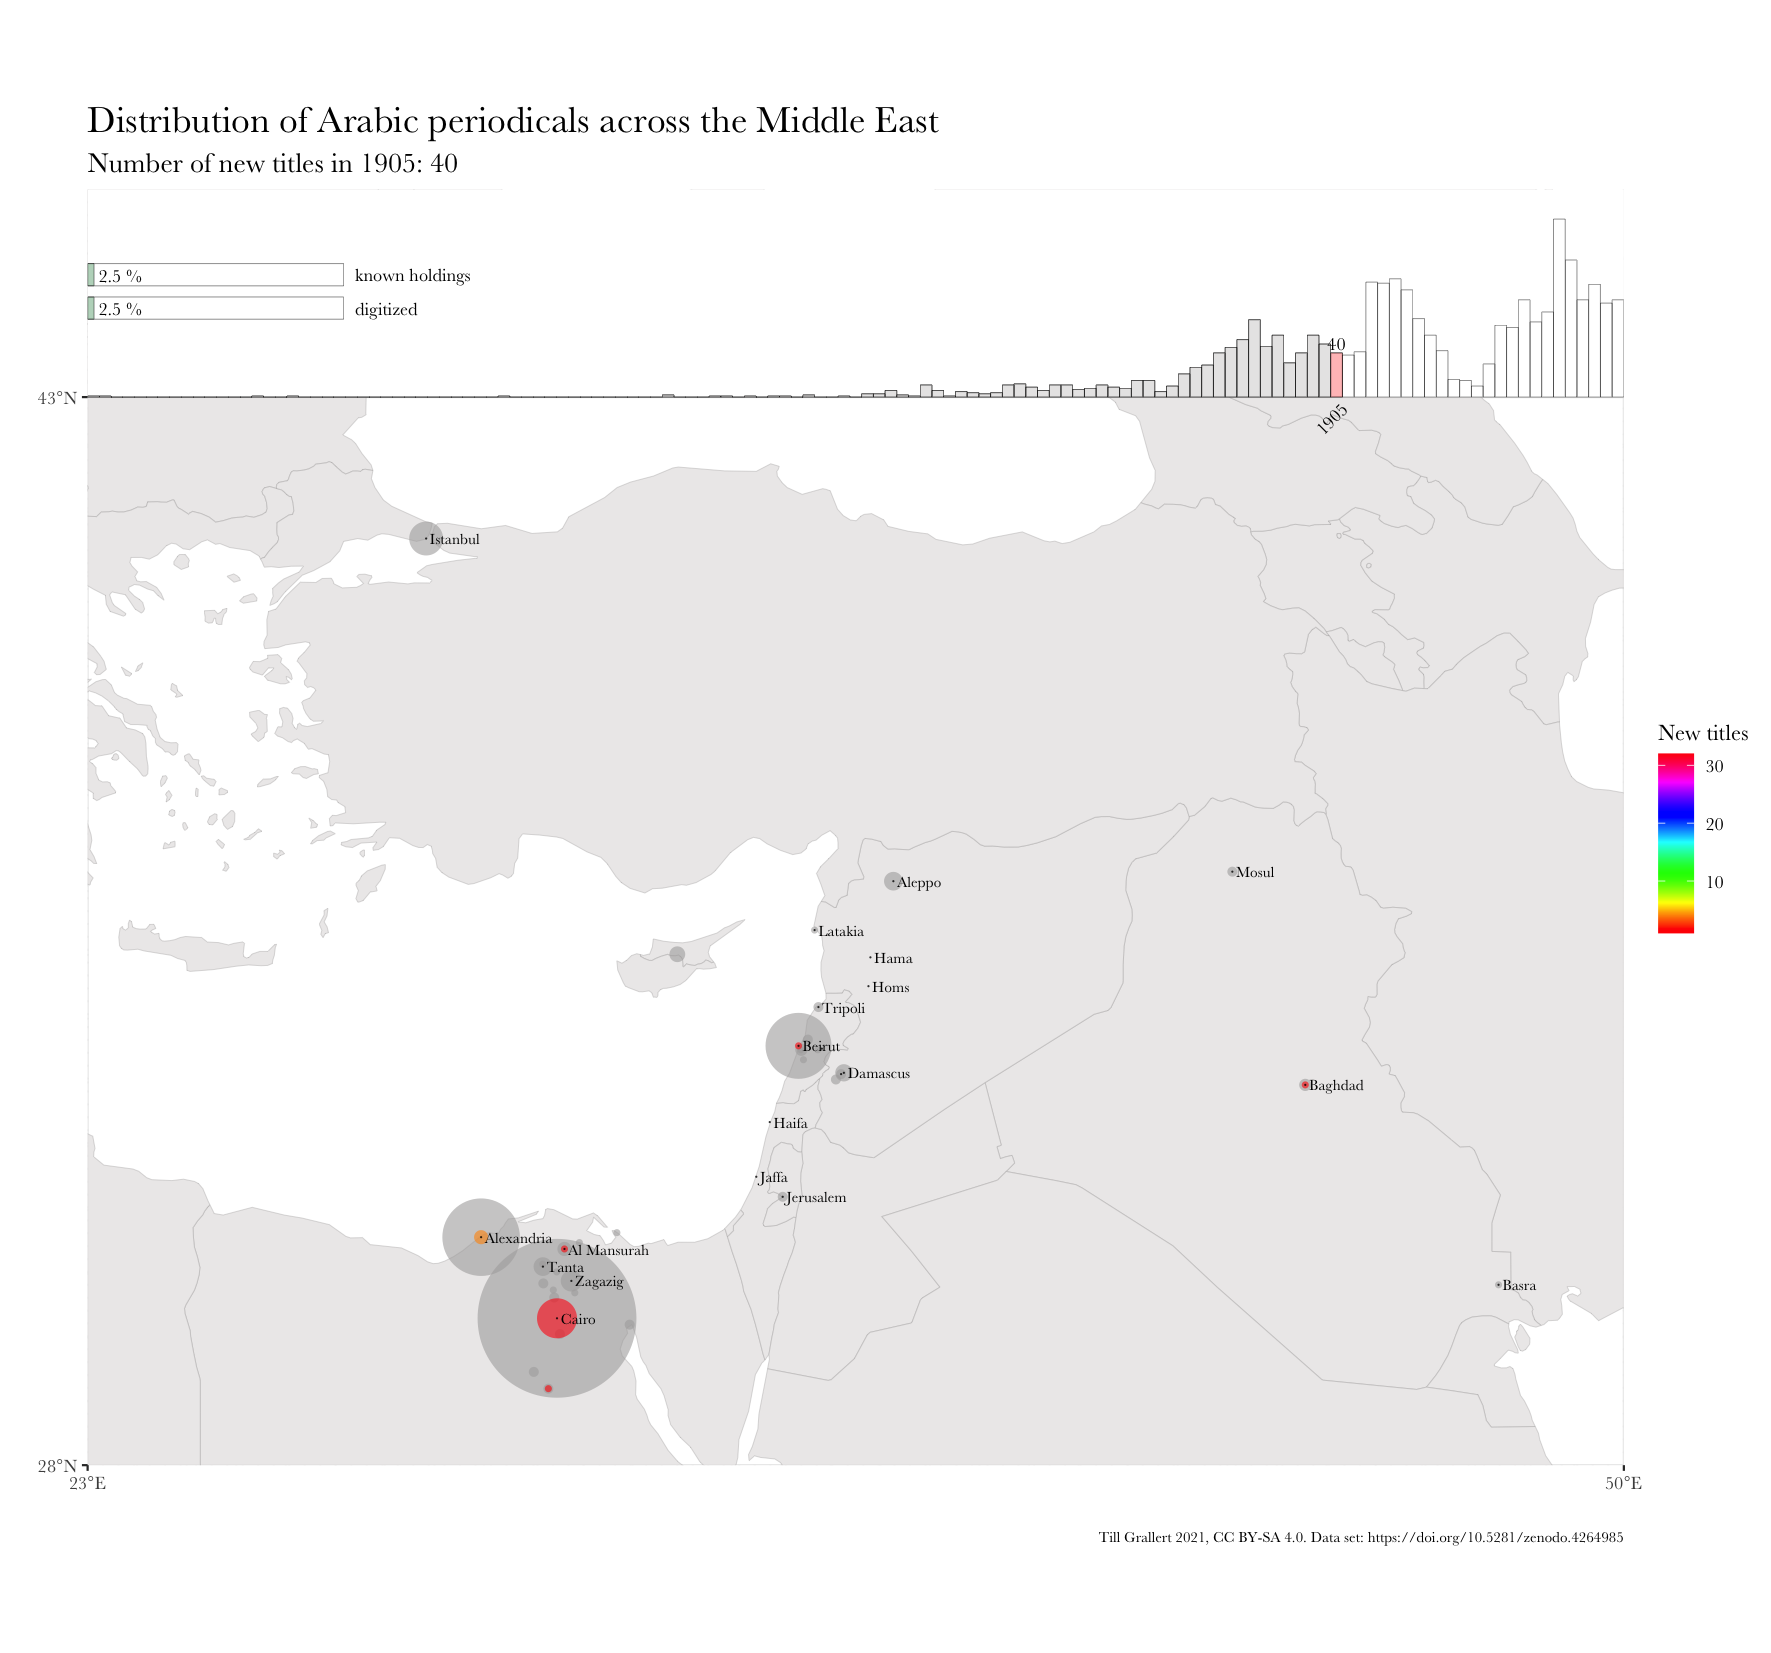 Distribution of Arabic periodicals across the Middle East
Number of new titles in 1905: 40
2.5 % known holdings
2.5 % digitized
40
43°N
1905
Istanbul
New titles
30
20
10
Mosul
Aleppo
Latakia
Hama
Homs
Tripoli
Beirut
Damascus
Baghdad
Haifa
Jaffa
Jerusalem
Alexandria
Al Mansurah
Tanta
Zagazig
Basra
Cairo
28°N
23°E
50°E
Till Grallert 2021, CC BY-SA 4.0. Data set: https://doi.org/10.5281/zenodo.4264985